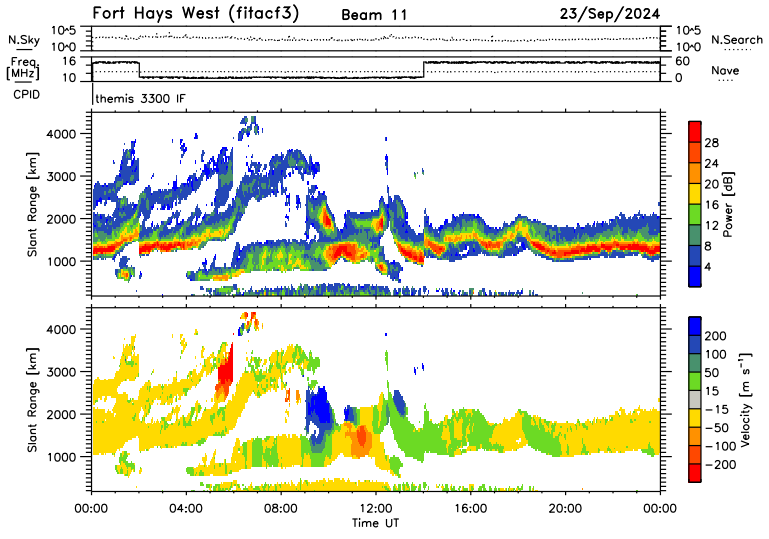 Fort Hays West (fitacf3) Beam 11 23/Sep/2024
10^5 10^5
N.Sky N.Search
10^0 10^0
Freq. 16 60
[MHz] Nave
10 0
CPID
themis 3300 IF
4000
3000
2000
1000
Slant Range [km]
28
24
20
16
12
8
4
Power [dB]
4000
3000
2000
1000
Slant Range [km]
200
100
50
15
-15
-50
-100
-200
Velocity [m s⁻¹]
00:00 04:00 08:00 12:00 16:00 20:00 00:00
Time UT